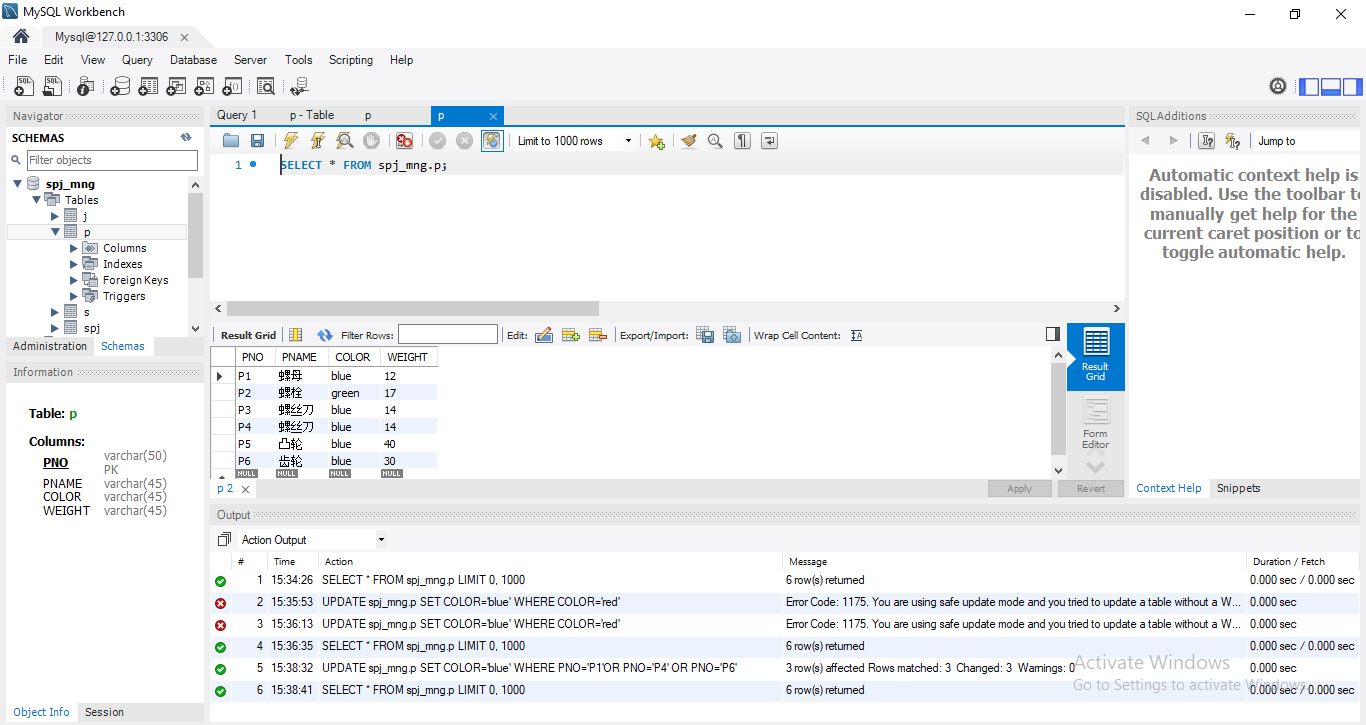 MySQL Workbench
Mysql@127.0.0.1:3306
File Edit View Query Database Server Tools Scripting Help
Navigator
SCHEMAS
Filter objects
spj_mng
Tables
j
p
Columns
Indexes
Foreign Keys
Triggers
s
spj
Administration Schemas
Information
Table: p
Columns:
PNO varchar(50)
PK
PNAME varchar(45)
COLOR varchar(45)
WEIGHT varchar(45)
Object Info Session
Query 1 p - Table p p
Limit to 1000 rows
1 SELECT * FROM spj_mng.p;
Result Grid Filter Rows: Edit: Export/Import: Wrap Cell Content:
PNO PNAME COLOR WEIGHT
P1 螺母 blue 12
P2 螺栓 green 17
P3 螺丝刀 blue 14
P4 螺丝刀 blue 14
P5 凸轮 blue 40
P6 齿轮 blue 30
NULL NULL NULL NULL
Result
Grid
Form
Editor
p 2 Apply Revert
SQLAdditions
Jump to
Automatic context help is
disabled. Use the toolbar to
manually get help for the
current caret position or to
toggle automatic help.
Context Help Snippets
Output
Action Output
# Time Action Message Duration / Fetch
1 15:34:26 SELECT * FROM spj_mng.p LIMIT 0, 1000 6 row(s) returned 0.000 sec / 0.000 sec
2 15:35:53 UPDATE spj_mng.p SET COLOR='blue' WHERE COLOR='red' Error Code: 1175. You are using safe update mode and you tried to update a table without a W... 0.000 sec
3 15:36:13 UPDATE spj_mng.p SET COLOR='blue' WHERE COLOR='red' Error Code: 1175. You are using safe update mode and you tried to update a table without a W... 0.000 sec
4 15:36:35 SELECT * FROM spj_mng.p LIMIT 0, 1000 6 row(s) returned 0.000 sec / 0.000 sec
5 15:38:32 UPDATE spj_mng.p SET COLOR='blue' WHERE PNO='P1'OR PNO='P4' OR PNO='P6' 3 row(s) affected Rows matched: 3 Changed: 3 Warnings: 0 0.000 sec
6 15:38:41 SELECT * FROM spj_mng.p LIMIT 0, 1000 6 row(s) returned 0.000 sec / 0.000 sec
Activate Windows
Go to Settings to activate Windows.